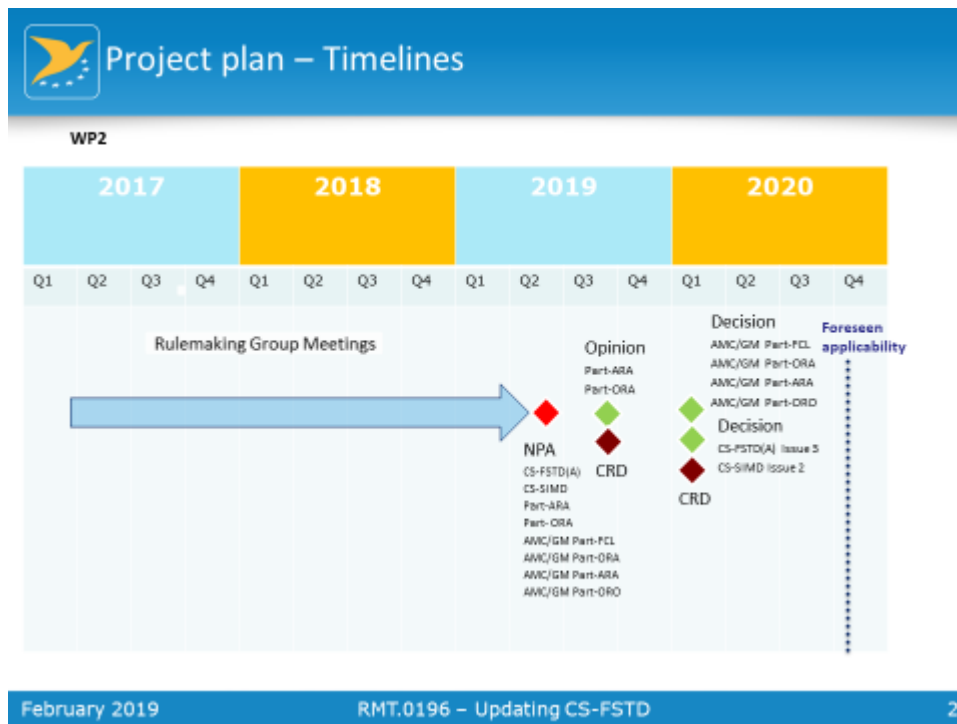 Project plan – Timelines
WP2
2017 2018 2019 2020
Q1 Q2 Q3 Q4 Q1 Q2 Q3 Q4 Q1 Q2 Q3 Q4 Q1 Q2 Q3 Q4
Rulemaking Group Meetings
NPA
CS-FSTD(A)
CS-SIMD
Part-ARA
Part-ORA
AMC/GM Part-FCL
AMC/GM Part-ORA
AMC/GM Part-ARA
AMC/GM Part-ORO
Opinion
Part-ARA
Part-ORA
CRD
Decision
AMC/GM Part-FCL
AMC/GM Part-ORA
AMC/GM Part-ARA
AMC/GM Part-ORO
Decision
CS-FSTD(A) Issue 3
CS-SIMD Issue 2
CRD
Foreseen
applicability
February 2019 RMT.0196 – Updating CS-FSTD 2